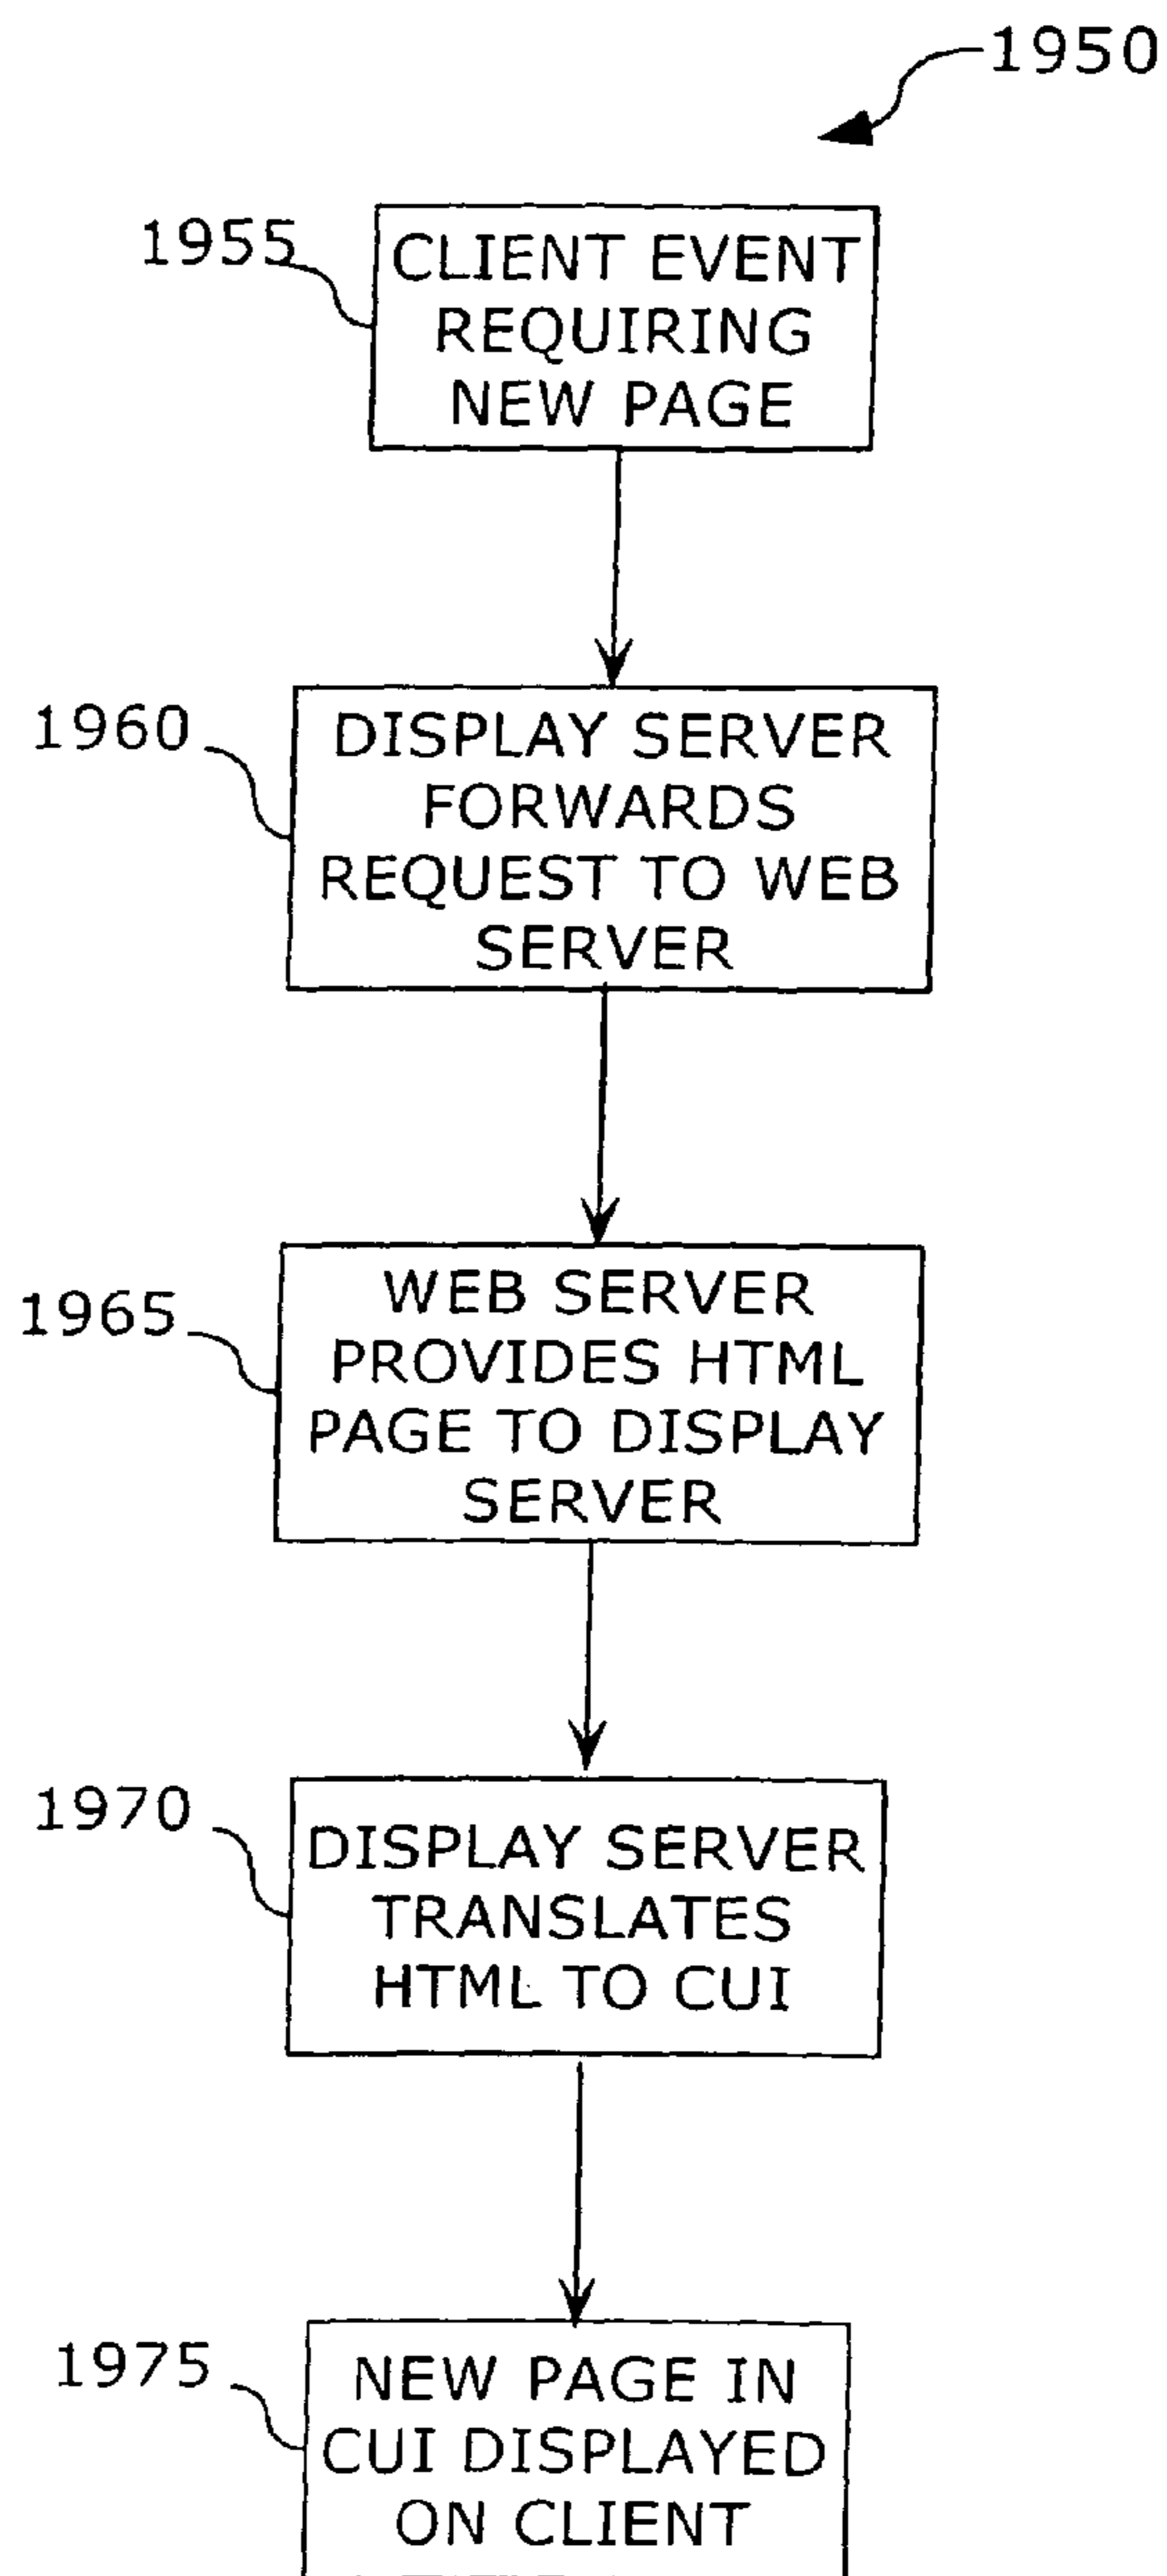 1950
1955
CLIENT EVENT
REQUIRING
NEW PAGE
1960
DISPLAY SERVER
FORWARDS
REQUEST TO WEB
SERVER
1965
WEB SERVER
PROVIDES HTML
PAGE TO DISPLAY
SERVER
1970
DISPLAY SERVER
TRANSLATES
HTML TO CUI
1975
NEW PAGE IN
CUI DISPLAYED
ON CLIENT